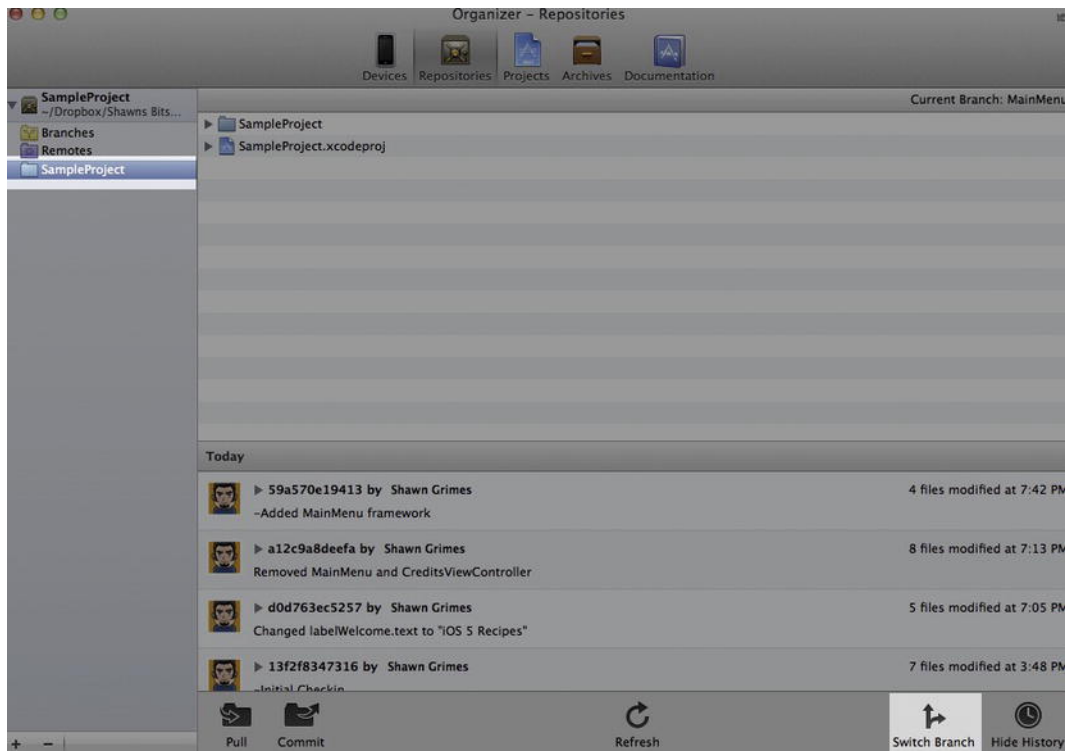 Organizer – Repositories
Devices Repositories Projects Archives Documentation
SampleProject
~/Dropbox/Shawns Bits...
Branches
Remotes
SampleProject
Current Branch: MainMenu
SampleProject
SampleProject.xcodeproj
Today
59a570e19413 by Shawn Grimes
4 files modified at 7:42 PM
-Added MainMenu framework
a12c9a8deefa by Shawn Grimes
8 files modified at 7:13 PM
Removed MainMenu and CreditsViewController
d0d763ec5257 by Shawn Grimes
5 files modified at 7:05 PM
Changed labelWelcome.text to "iOS 5 Recipes"
13f2f8347316 by Shawn Grimes
7 files modified at 3:48 PM
-Initial Checkin
Pull Commit Refresh Switch Branch Hide History